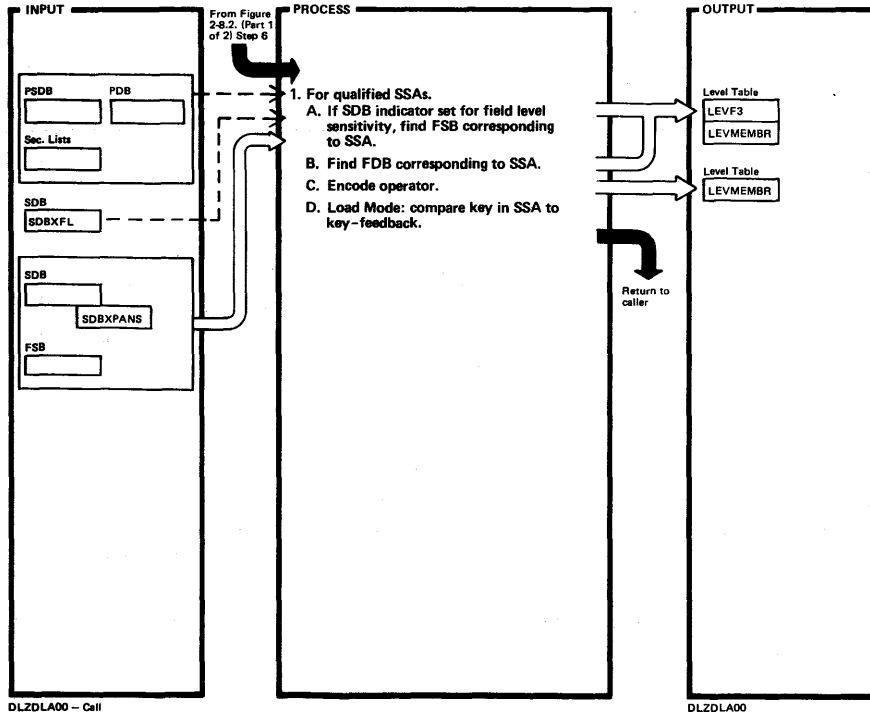 INPUT
From Figure
2-8.2. (Part 1
of 2) Step 6
PROCESS
OUTPUT
PSDB PDB
Sec. Lists
SDB
SDBXFL
SDB
SDBXPANS
FSB
1. For qualified SSAs.
A. If SDB indicator set for field level
sensitivity, find FSB corresponding
to SSA.
B. Find FDB corresponding to SSA.
C. Encode operator.
D. Load Mode: compare key in SSA to
key-feedback.
Level Table
LEVF3
LEVMEMBR
Level Table
LEVMEMBR
Return to
caller
DLZDLA00 – Call
DLZDLA00